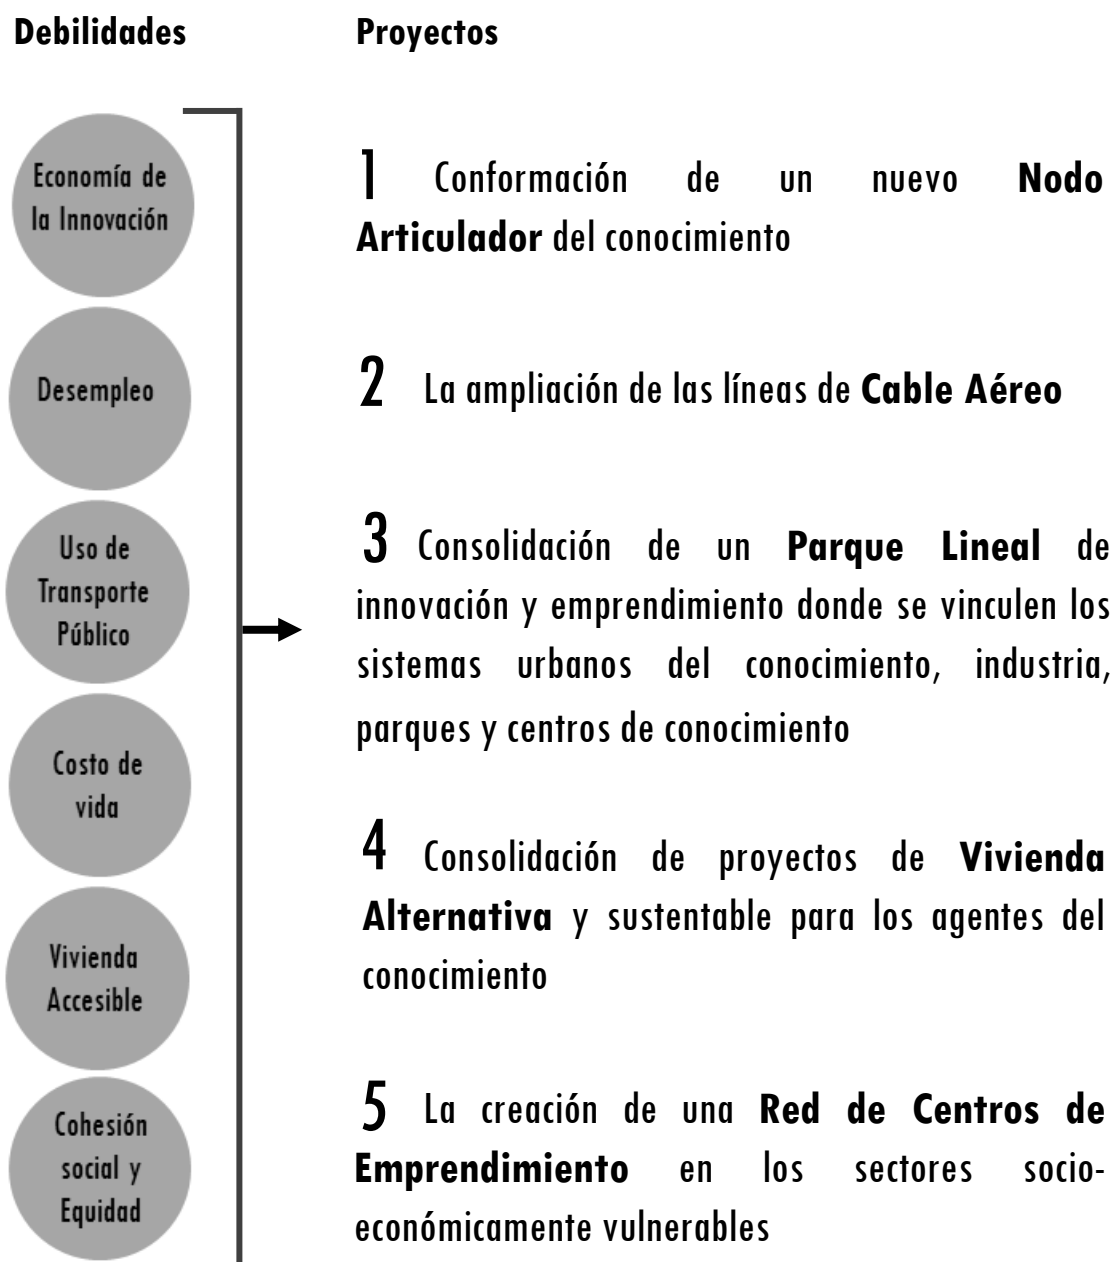 Debilidades
Proyectos
Economía de
la Innovación
Desempleo
Uso de
Transporte
Público
Costo de
vida
Vivienda
Accesible
Cohesión
social y
Equidad
1 Conformación de un nuevo Nodo
Articulador del conocimiento
2 La ampliación de las líneas de Cable Aéreo
3 Consolidación de un Parque Lineal de
innovación y emprendimiento donde se vinculen los
sistemas urbanos del conocimiento, industria,
parques y centros de conocimiento
4 Consolidación de proyectos de Vivienda
Alternativa y sustentable para los agentes del
conocimiento
5 La creación de una Red de Centros de
Emprendimiento en los sectores socio-
económicamente vulnerables